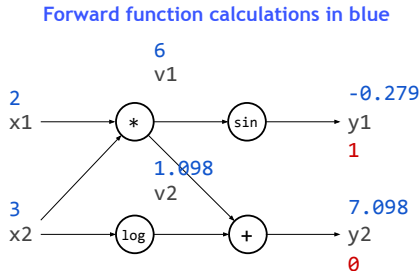 Forward function calculations in blue
6
v1
2
x1
*
sin
-0.279
y1
1
1.098
v2
3
x2
log
+
7.098
y2
0